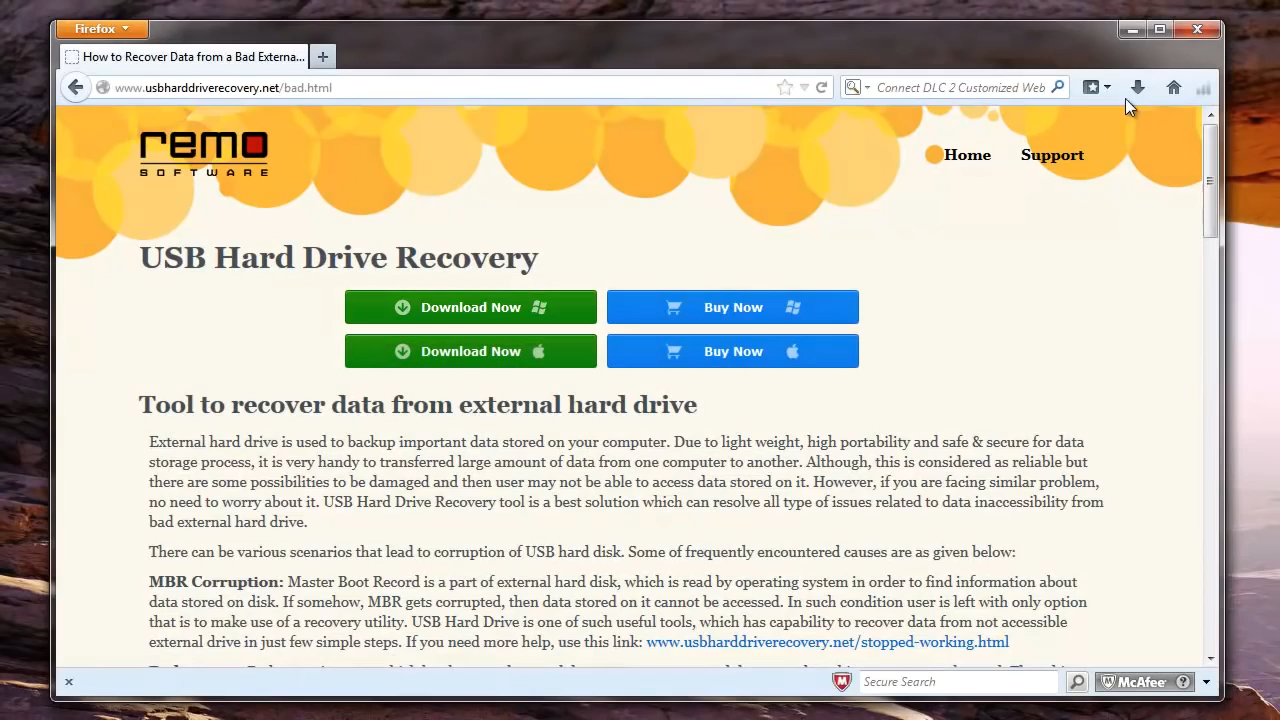 Firefox
How to Recover Data from a Bad Externa...
www.usbharddriverecovery.net/bad.html
Connect DLC 2 Customized Web
remo
SOFTWARE
Home
Support
USB Hard Drive Recovery
Download Now
Buy Now
Download Now
Buy Now
Tool to recover data from external hard drive
External hard drive is used to backup important data stored on your computer. Due to light weight, high portability and safe & secure for data
storage process, it is very handy to transferred large amount of data from one computer to another. Although, this is considered as reliable but
there are some possibilities to be damaged and then user may not be able to access data stored on it. However, if you are facing similar problem,
no need to worry about it. USB Hard Drive Recovery tool is a best solution which can resolve all type of issues related to data inaccessibility from
bad external hard drive.
There can be various scenarios that lead to corruption of USB hard disk. Some of frequently encountered causes are as given below:
MBR Corruption: Master Boot Record is a part of external hard disk, which is read by operating system in order to find information about
data stored on disk. If somehow, MBR gets corrupted, then data stored on it cannot be accessed. In such condition user is left with only option
that is to make use of a recovery utility. USB Hard Drive is one of such useful tools, which has capability to recover data from not accessible
external drive in just few simple steps. If you need more help, use this link: www.usbharddriverecovery.net/stopped-working.html
Secure Search
McAfee